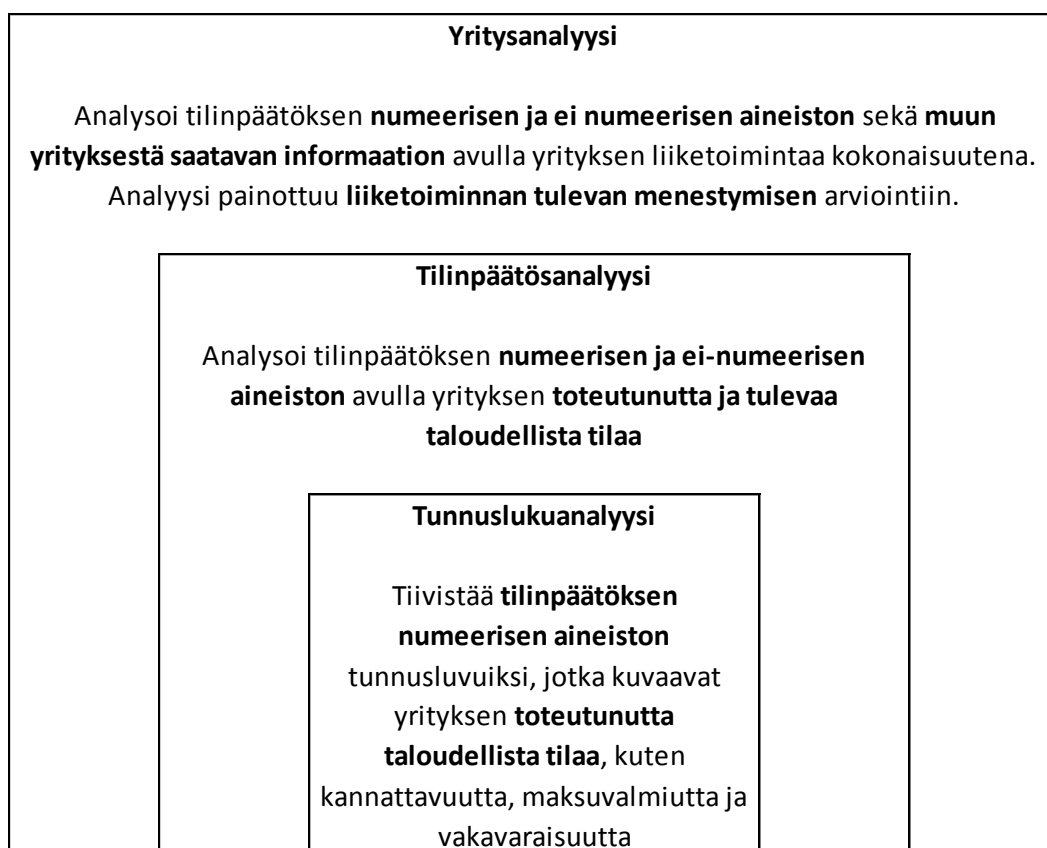 Yritysanalyysi
Analysoi tilinpäätöksen numeerisen ja ei numeerisen aineiston sekä muun
yrityksestä saatavan informaation avulla yrityksen liiketoimintaa kokonaisuutena.
Analyysi painottuu liiketoiminnan tulevan menestymisen arviointiin.
Tilinpäätösanalyysi
Analysoi tilinpäätöksen numeerisen ja ei-numeerisen
aineiston avulla yrityksen toteutunutta ja tulevaa
taloudellista tilaa
Tunnuslukuanalyysi
Tiivistää tilinpäätöksen
numeerisen aineiston
tunnusluvuiksi, jotka kuvaavat
yrityksen toteutunutta
taloudellista tilaa, kuten
kannattavuutta, maksuvalmiutta ja
vakavaraisuutta